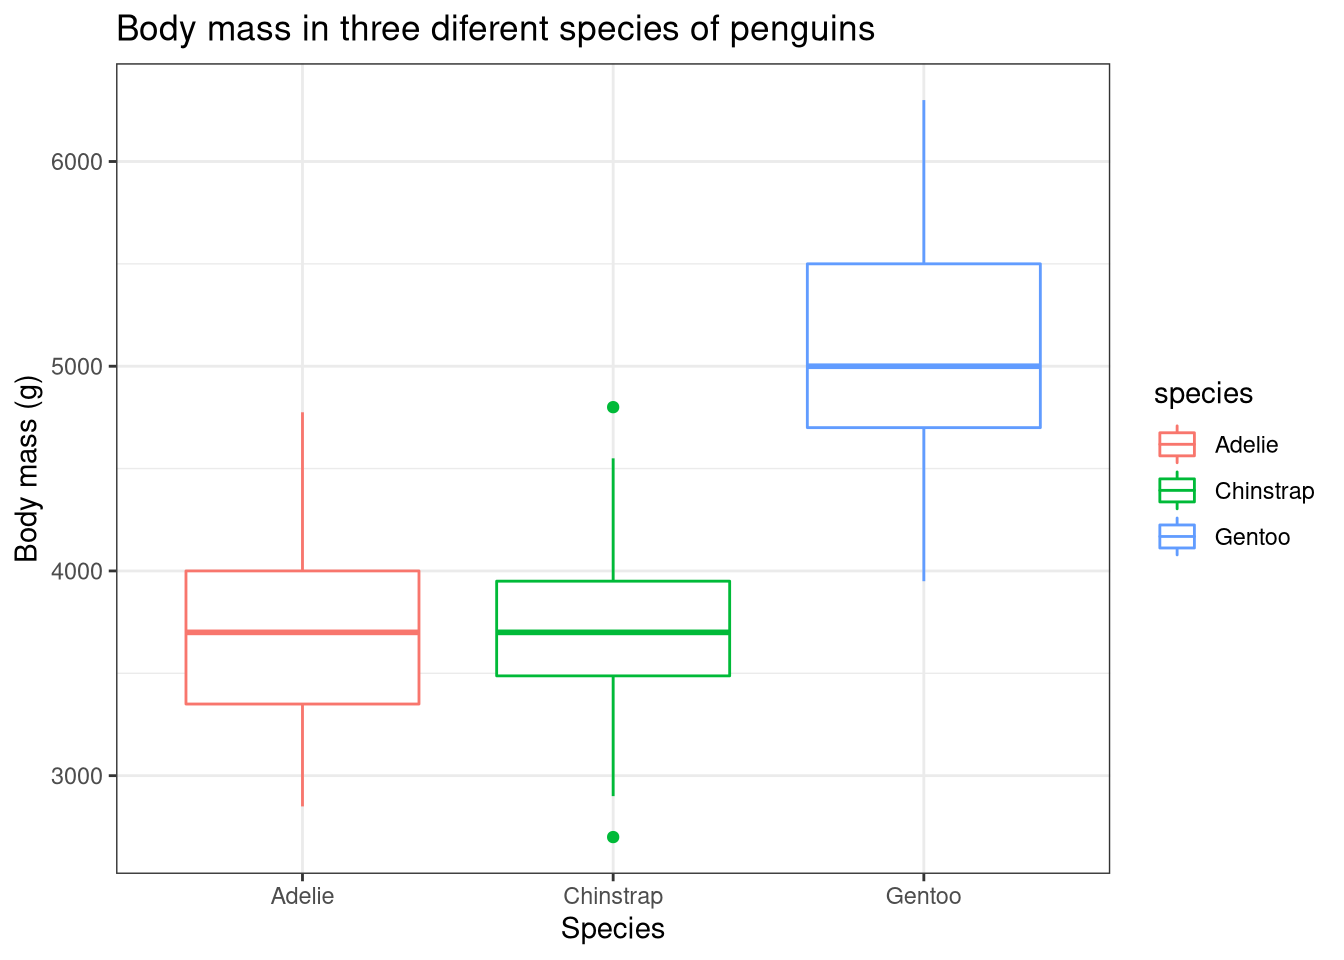 Body mass in three diferent species of penguins
6000
5000
4000
3000
Body mass (g)
Adelie
Chinstrap
Gentoo
Species
species
Adelie
Chinstrap
Gentoo